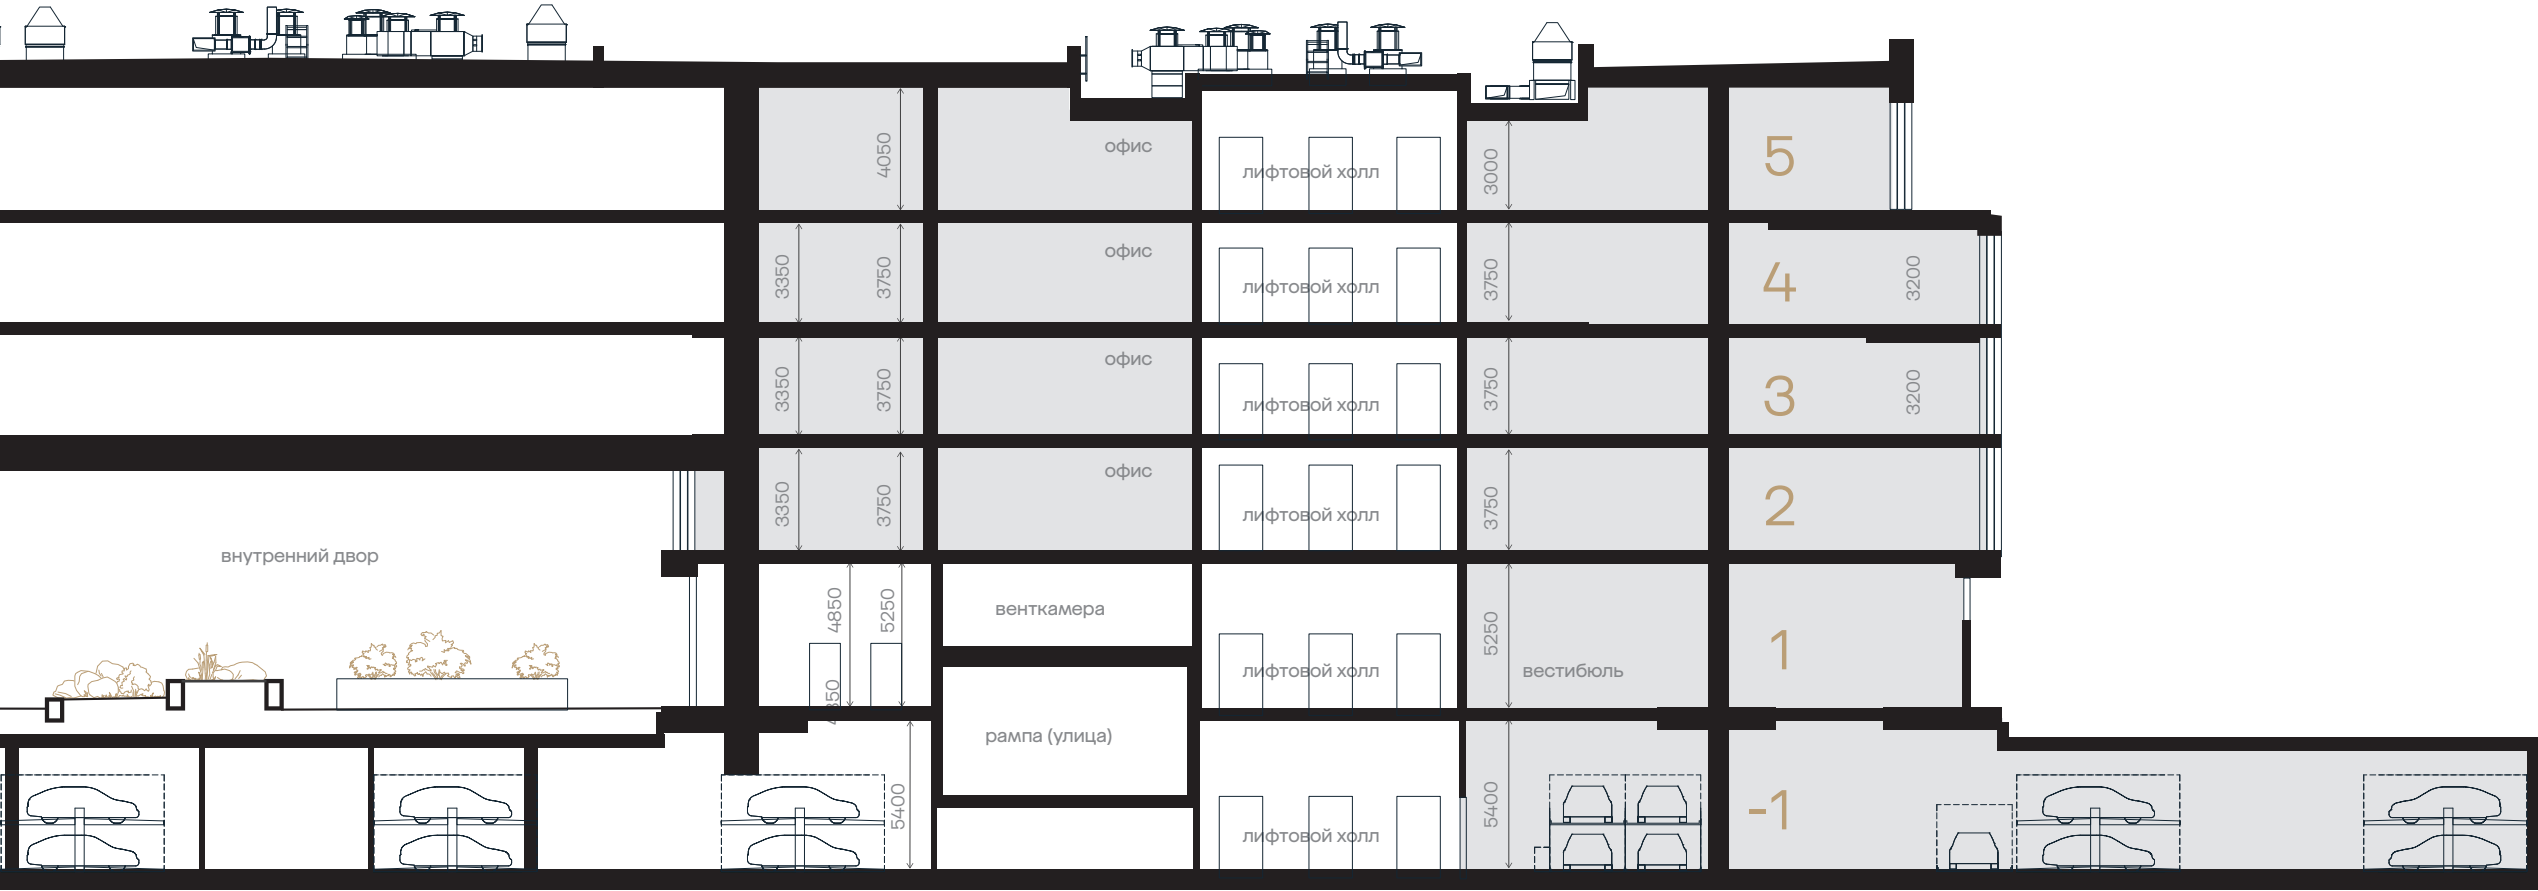 4050
офис
лифтовой холл
3000
5
3350
3750
офис
лифтовой холл
3750
4
3200
3350
3750
офис
лифтовой холл
3750
3
3200
3350
3750
офис
лифтовой холл
3750
2
внутренний двор
4850
5250
венткамера
5250
1
лифтовой холл
вестибюль
рампа (улица)
5400
лифтовой холл
5400
-1